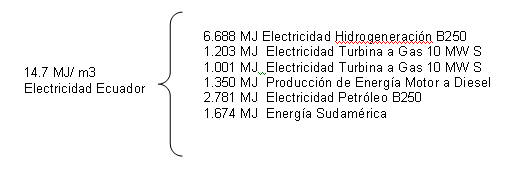 14.7 MJ/ m3
Electricidad Ecuador
6.688 MJ Electricidad Hidrogeneración B250
1.203 MJ Electricidad Turbina a Gas 10 MW S
1.001 MJ Electricidad Turbina a Gas 10 MW S
1.350 MJ Producción de Energía Motor a Diesel
2.781 MJ Electricidad Petróleo B250
1.674 MJ Energía Sudamérica